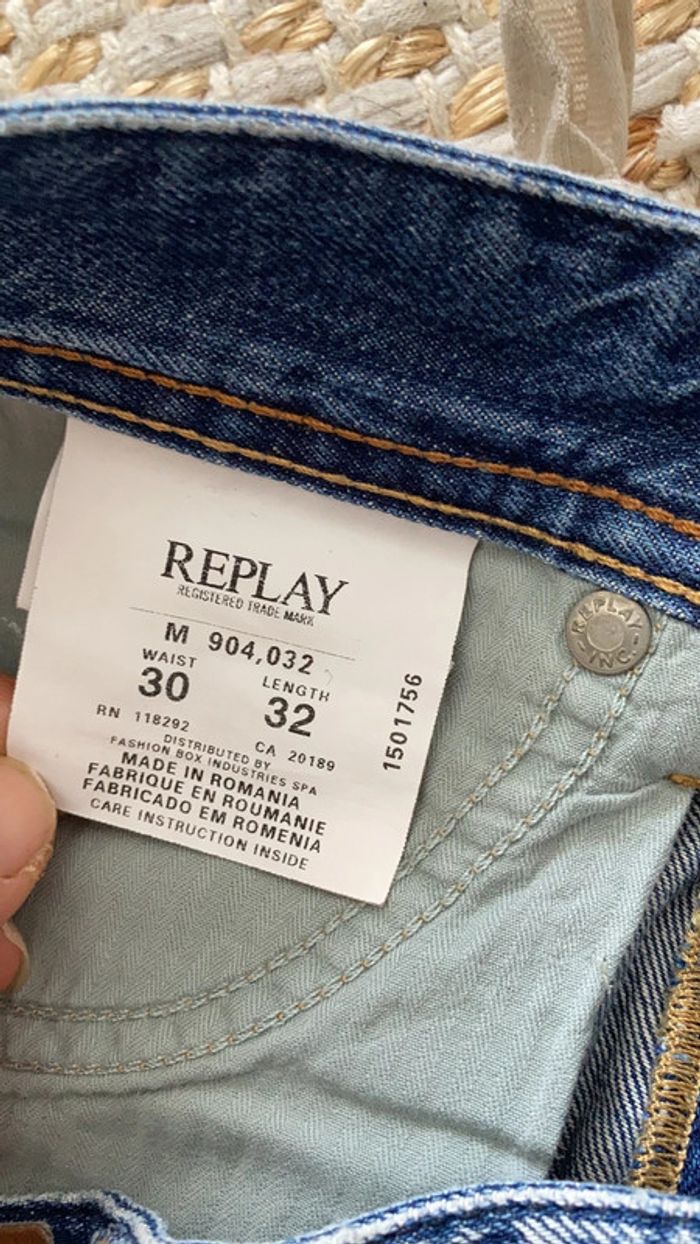 REPLAY
REGISTERED TRADE MARK
M 904,032
WAIST LENGTH
30 32
RN 118292 CA 20189
DISTRIBUTED BY
FASHION BOX INDUSTRIES SPA
MADE IN ROMANIA
FABRIQUE EN ROUMANIE
FABRICADO EM ROMENIA
CARE INSTRUCTION INSIDE
1501756
REPLAY
INC.